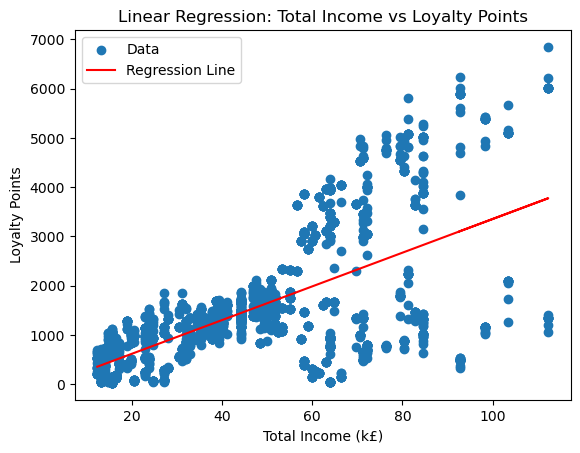 Linear Regression: Total Income vs Loyalty Points
Data
Regression Line
7000
6000
5000
4000
3000
2000
1000
0
Loyalty Points
20
40
60
80
100
Total Income (k£)